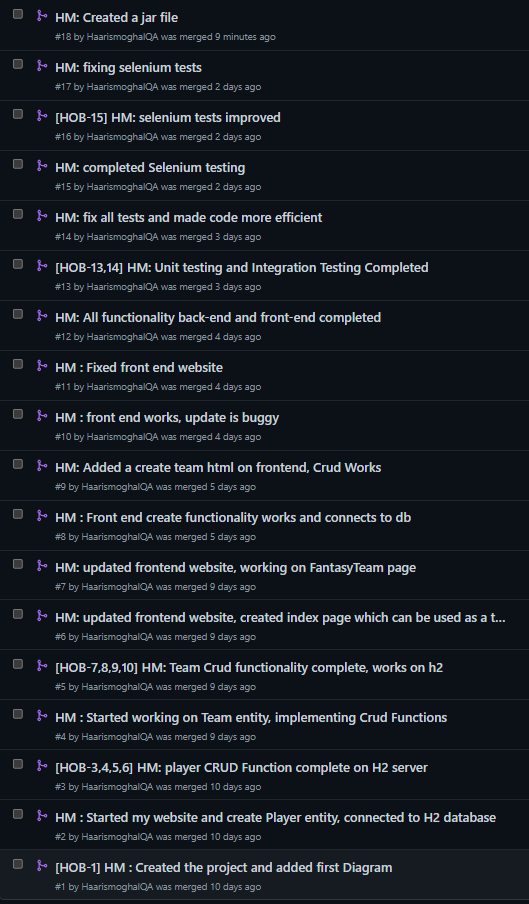 HM: Created a jar file
#18 by HaarismoghalQA was merged 9 minutes ago
HM: fixing selenium tests
#17 by HaarismoghalQA was merged 2 days ago
[HOB-15] HM: selenium tests improved
#16 by HaarismoghalQA was merged 2 days ago
HM: completed Selenium testing
#15 by HaarismoghalQA was merged 2 days ago
HM: fix all tests and made code more efficient
#14 by HaarismoghalQA was merged 3 days ago
[HOB-13,14] HM: Unit testing and Integration Testing Completed
#13 by HaarismoghalQA was merged 3 days ago
HM: All functionality back-end and front-end completed
#12 by HaarismoghalQA was merged 4 days ago
HM : Fixed front end website
#11 by HaarismoghalQA was merged 4 days ago
HM : front end works, update is buggy
#10 by HaarismoghalQA was merged 4 days ago
HM: Added a create team html on frontend, Crud Works
#9 by HaarismoghalQA was merged 5 days ago
HM : Front end create functionality works and connects to db
#8 by HaarismoghalQA was merged 5 days ago
HM: updated frontend website, working on FantasyTeam page
#7 by HaarismoghalQA was merged 9 days ago
HM: updated frontend website, created index page which can be used as a t...
#6 by HaarismoghalQA was merged 9 days ago
[HOB-7,8,9,10] HM: Team Crud functionality complete, works on h2
#5 by HaarismoghalQA was merged 9 days ago
HM : Started working on Team entity, implementing Crud Functions
#4 by HaarismoghalQA was merged 9 days ago
[HOB-3,4,5,6] HM: player CRUD Function complete on H2 server
#3 by HaarismoghalQA was merged 10 days ago
HM : Started my website and create Player entity, connected to H2 database
#2 by HaarismoghalQA was merged 10 days ago
[HOB-1] HM : Created the project and added first Diagram
#1 by HaarismoghalQA was merged 10 days ago